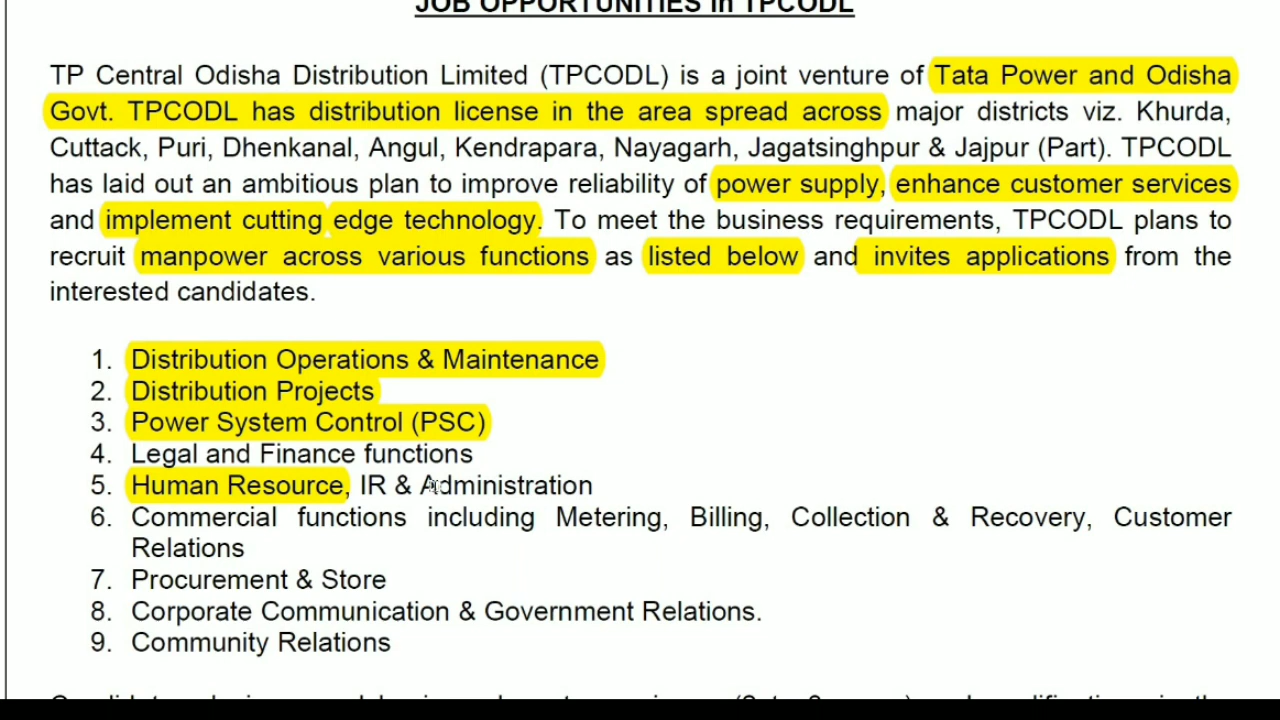 JOB OPPORTUNITIES in TPCODL
TP Central Odisha Distribution Limited (TPCODL) is a joint venture of Tata Power and Odisha
Govt. TPCODL has distribution license in the area spread across major districts viz. Khurda,
Cuttack, Puri, Dhenkanal, Angul, Kendrapara, Nayagarh, Jagatsinghpur & Jajpur (Part). TPCODL
has laid out an ambitious plan to improve reliability of power supply, enhance customer services
and implement cutting edge technology. To meet the business requirements, TPCODL plans to
recruit manpower across various functions as listed below and invites applications from the
interested candidates.
1. Distribution Operations & Maintenance
2. Distribution Projects
3. Power System Control (PSC)
4. Legal and Finance functions
5. Human Resource, IR & Administration
6. Commercial functions including Metering, Billing, Collection & Recovery, Customer
Relations
7. Procurement & Store
8. Corporate Communication & Government Relations.
9. Community Relations